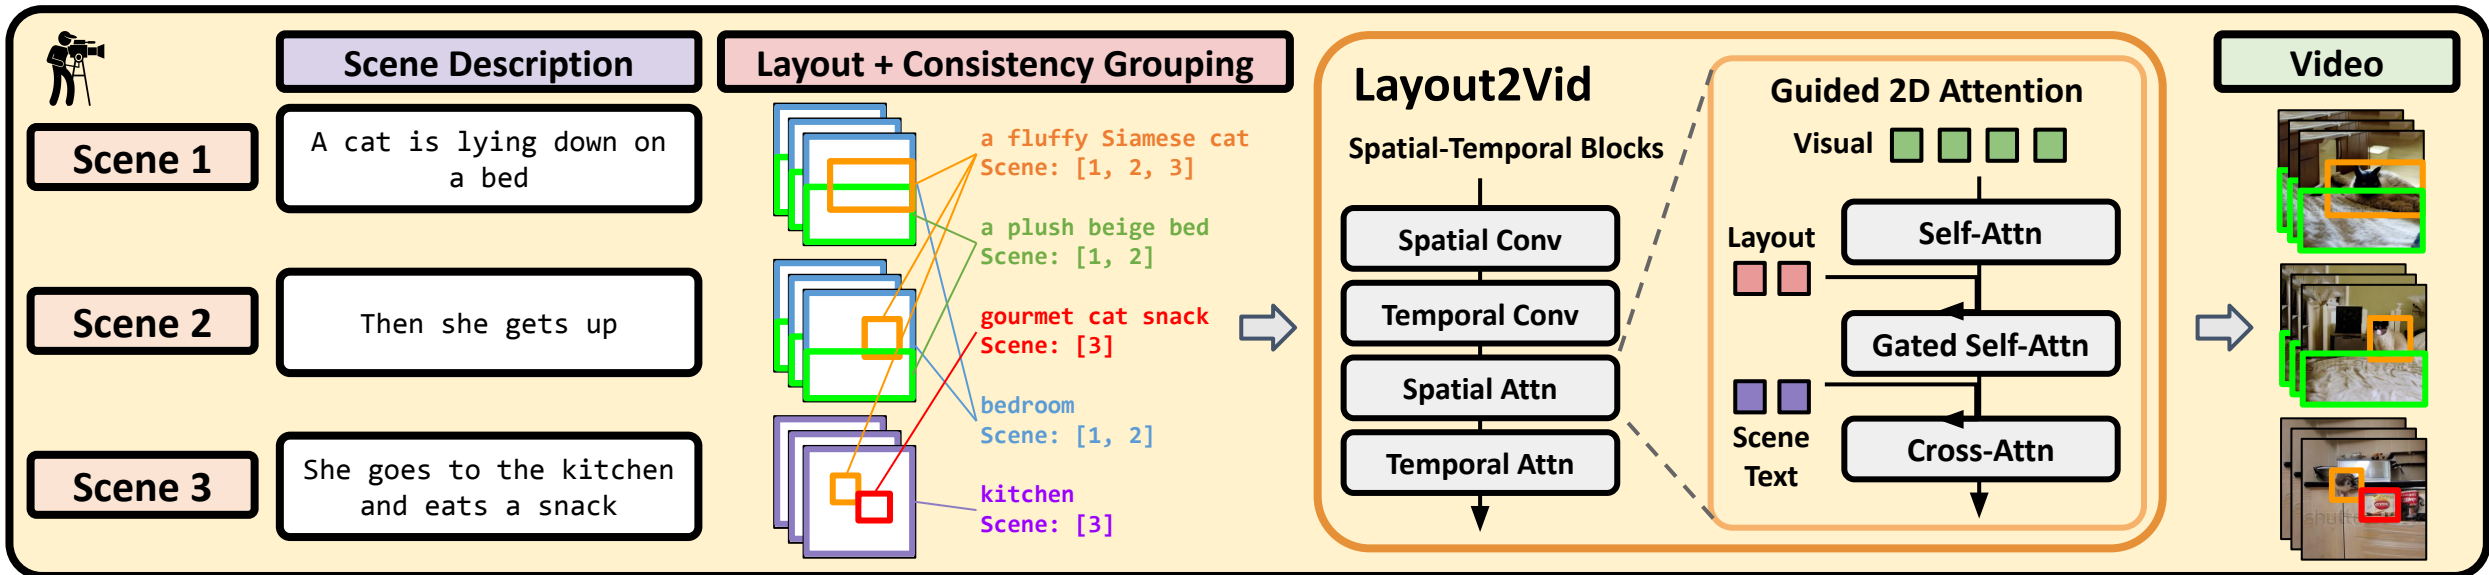 Scene Description
Layout + Consistency Grouping
Scene 1
A cat is lying down on
a bed
Scene 2
Then she gets up
Scene 3
She goes to the kitchen
and eats a snack
a fluffy Siamese cat
Scene: [1, 2, 3]
a plush beige bed
Scene: [1, 2]
gourmet cat snack
Scene: [3]
bedroom
Scene: [1, 2]
kitchen
Scene: [3]
Layout2Vid
Spatial-Temporal Blocks
Spatial Conv
Temporal Conv
Spatial Attn
Temporal Attn
Guided 2D Attention
Visual
Self-Attn
Layout
Gated Self-Attn
Scene
Text
Cross-Attn
Video